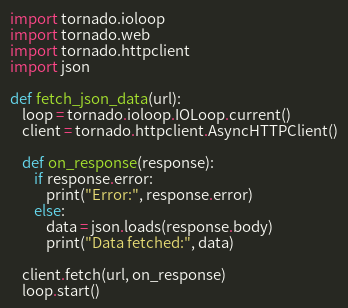 import tornado.ioloop
import tornado.web
import tornado.httpclient
import json

def fetch_json_data(url):
    loop = tornado.ioloop.IOLoop.current()
    client = tornado.httpclient.AsyncHTTPClient()

    def on_response(response):
        if response.error:
            print("Error:", response.error)
        else:
            data = json.loads(response.body)
            print("Data fetched:", data)

    client.fetch(url, on_response)
    loop.start()